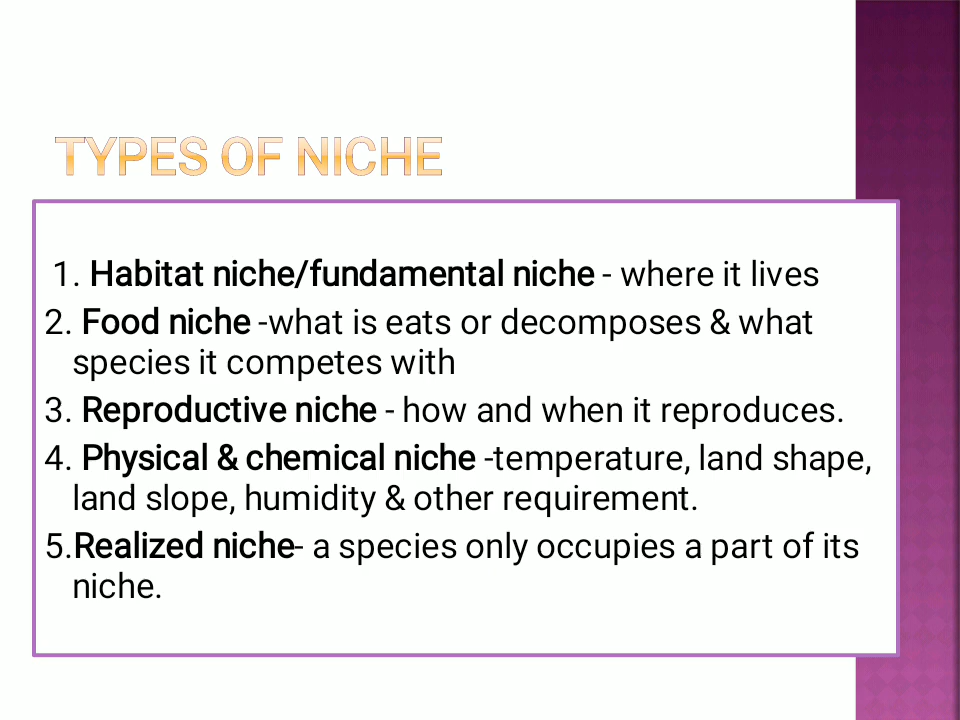 TYPES OF NICHE
1. Habitat niche/fundamental niche - where it lives
2. Food niche -what is eats or decomposes & what
species it competes with
3. Reproductive niche - how and when it reproduces.
4. Physical & chemical niche -temperature, land shape,
land slope, humidity & other requirement.
5.Realized niche- a species only occupies a part of its
niche.